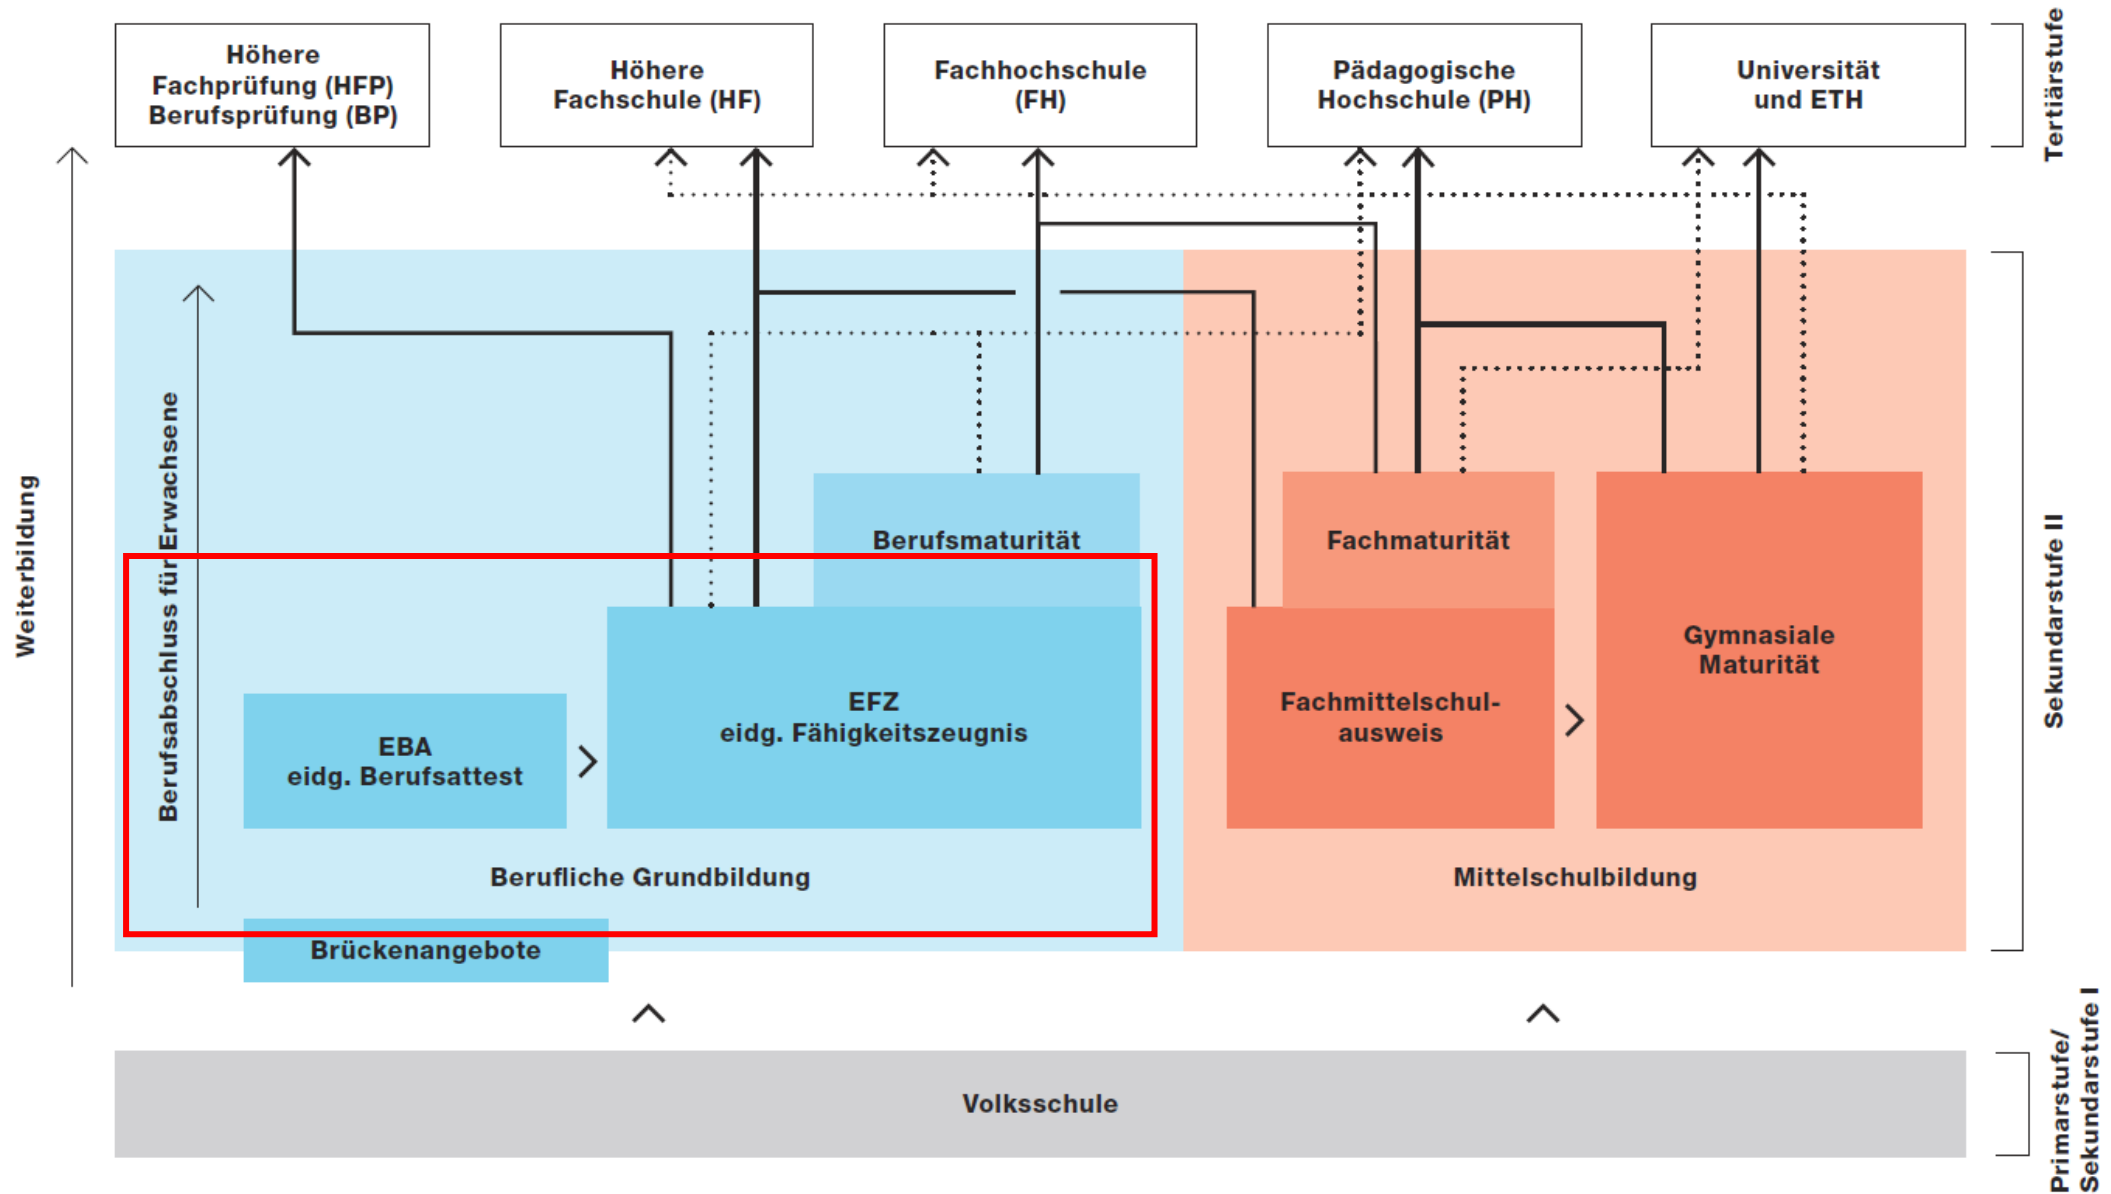 Höhere
Fachprüfung (HFP)
Berufsprüfung (BP)
Höhere
Fachschule (HF)
Fachhochschule
(FH)
Pädagogische
Hochschule (PH)
Universität
und ETH
Tertiärstufe
Weiterbildung
Berufsabschluss für Erwachsene
Berufsmaturität
EFZ
eidg. Fähigkeitszeugnis
EBA
eidg. Berufsattest
Berufliche Grundbildung
Brückenangebote
Fachmaturität
Fachmittelschul-
ausweis
Gymnasiale
Maturität
Mittelschulbildung
Sekundarstufe II
Volksschule
Primarstufe/
Sekundarstufe I